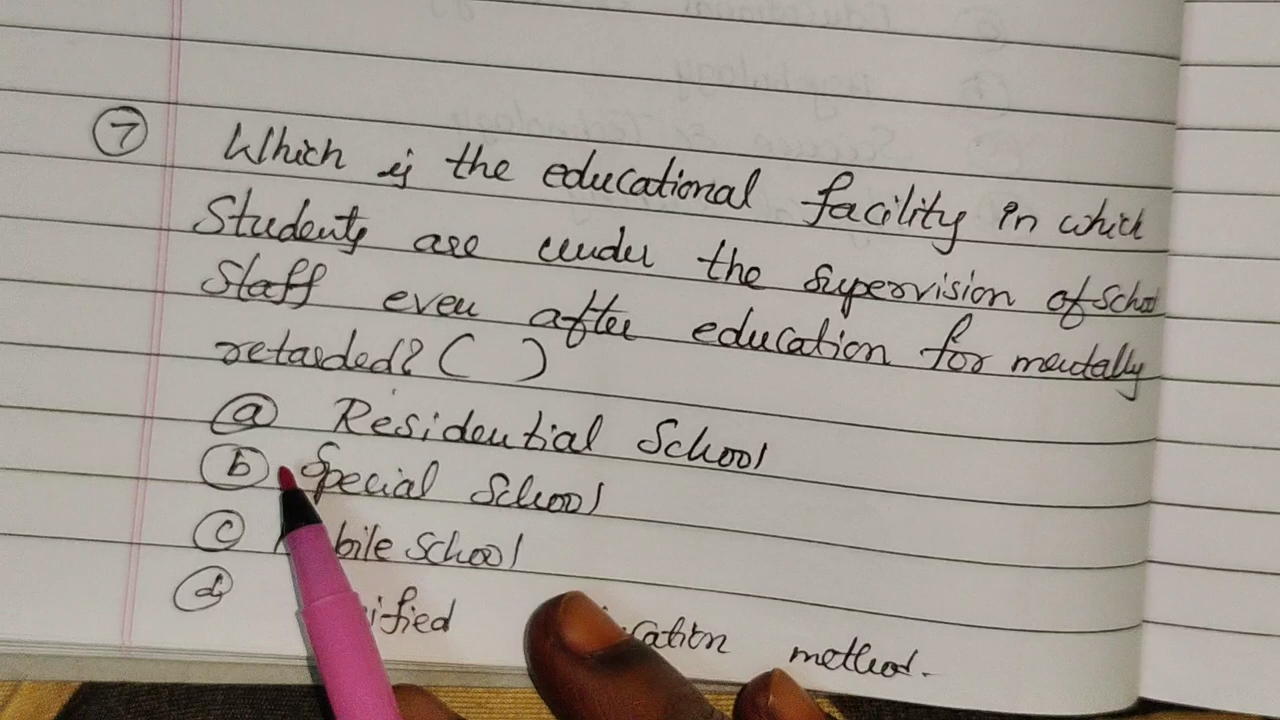 7 Which is the educational facility in which
Students are under the supervision of School
Staff even after education for mentally
retarded? ( )
a Residential School
b Special School
c bile School
d ified cation method.